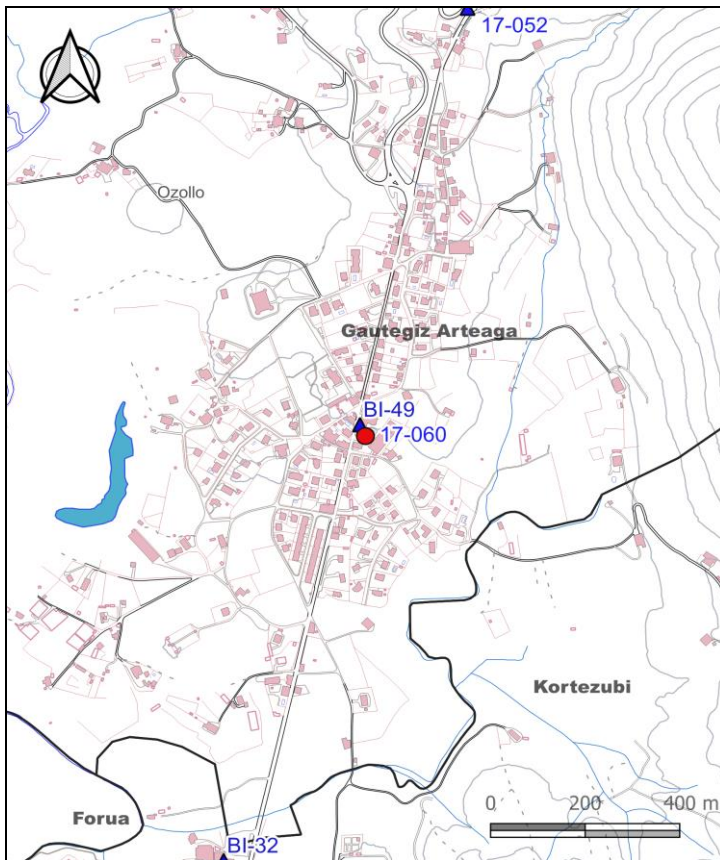 17-052
Ozollo
Gautegiz Arteaga
BI-49
17-060
Kortezubi
0 200 400 m
Forua
BI-32